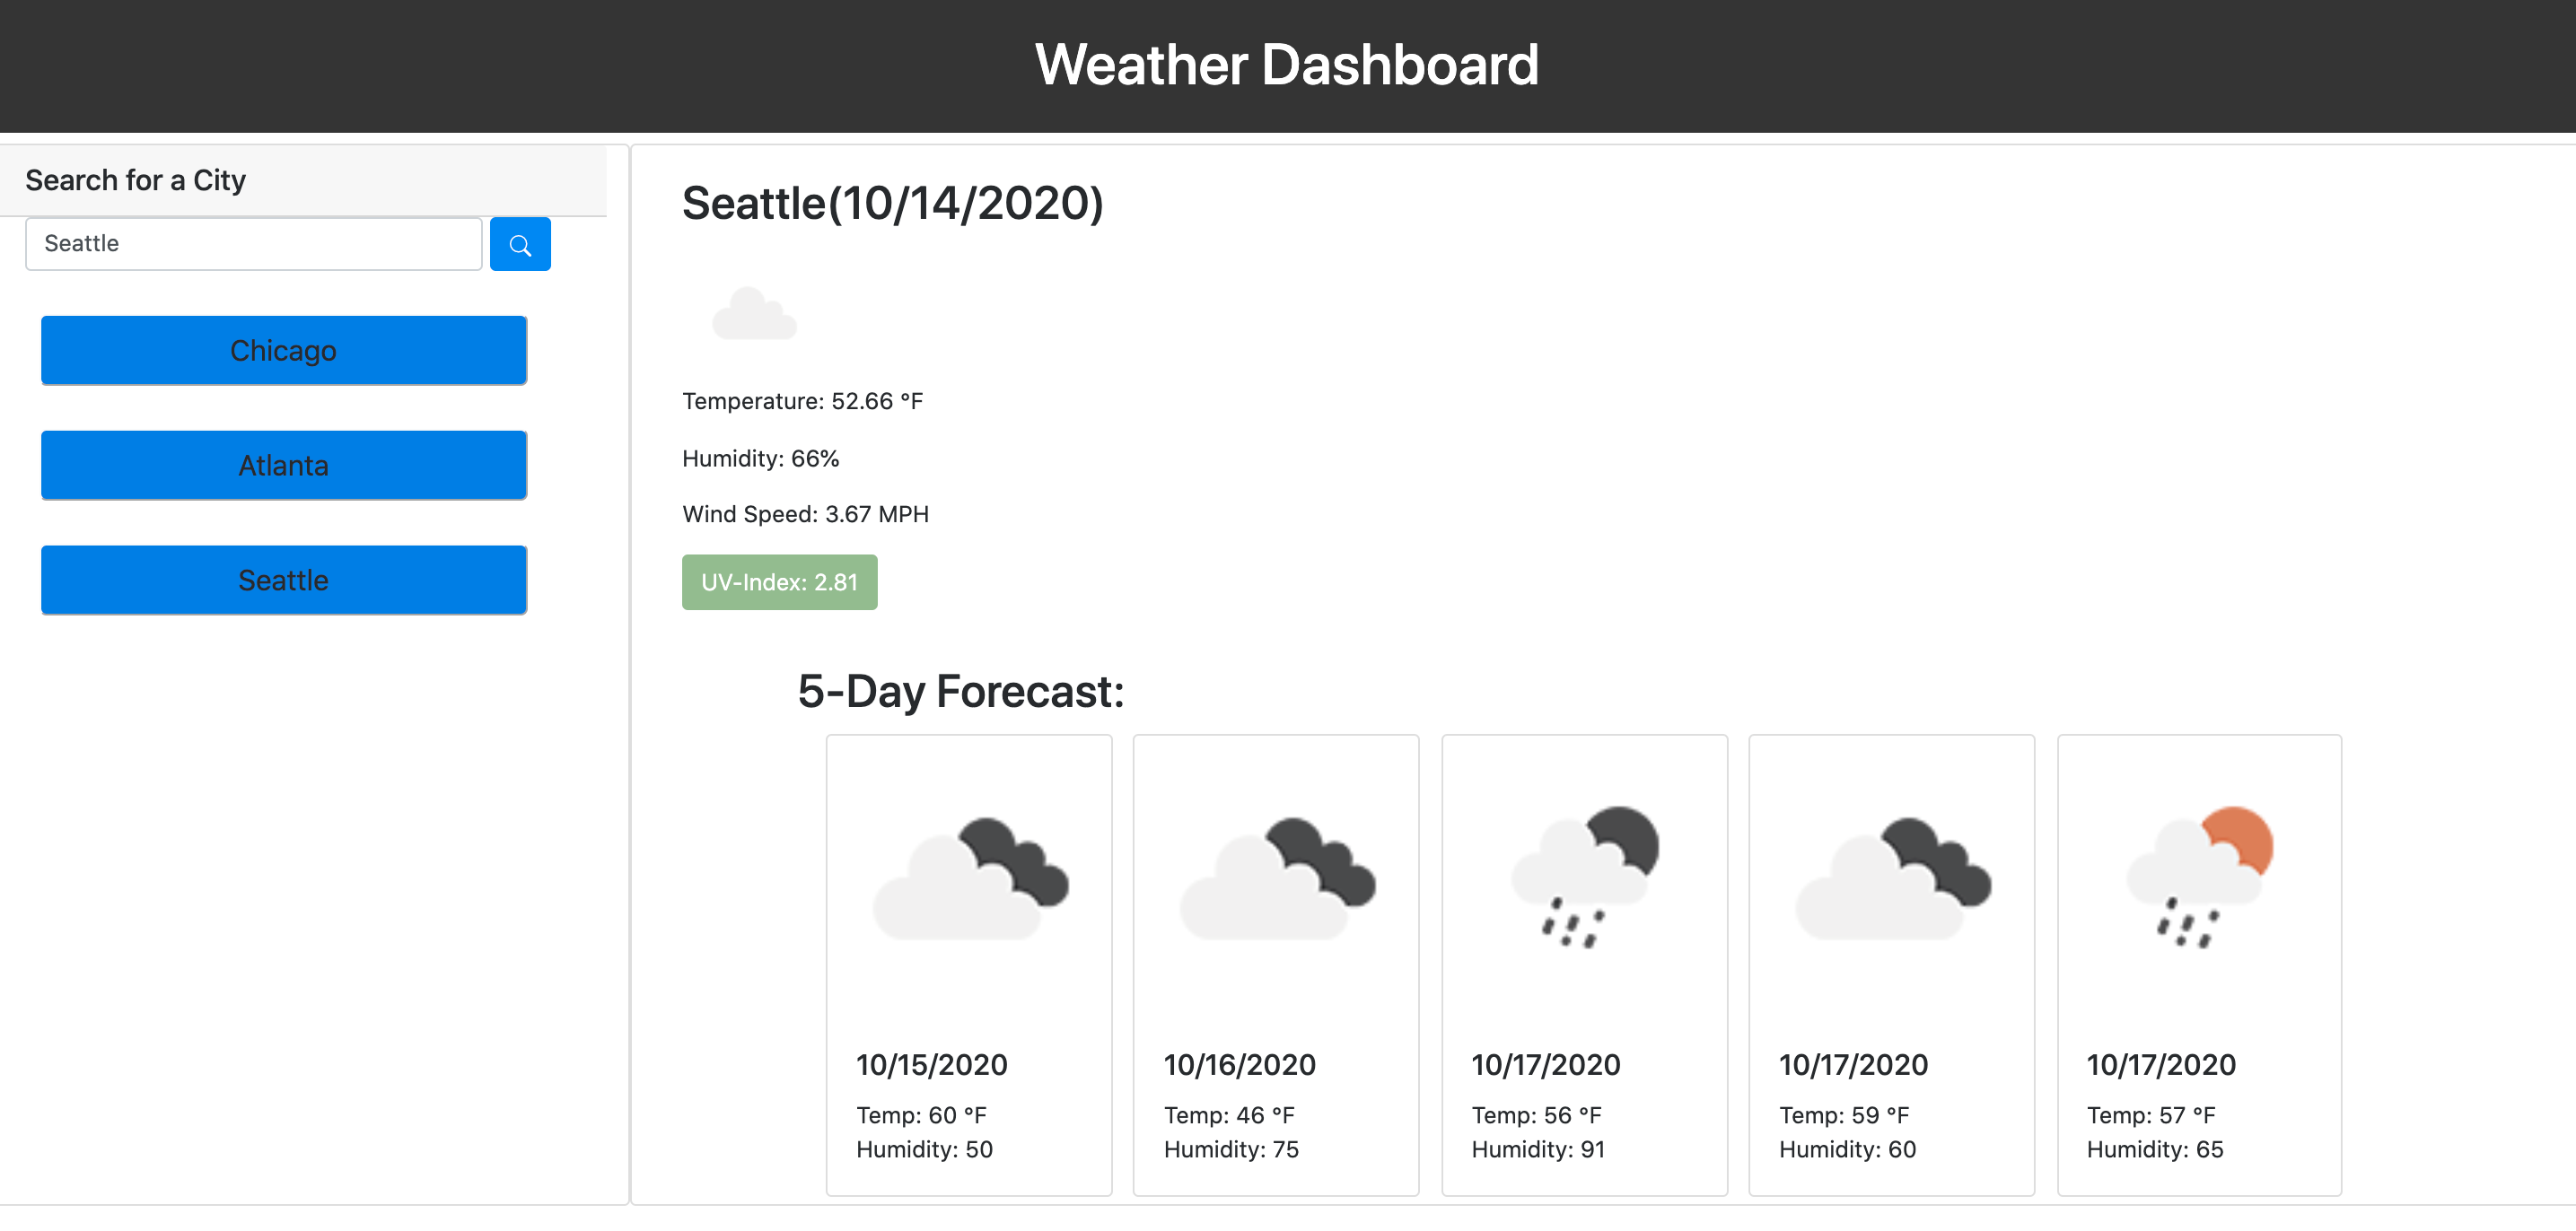 Weather Dashboard
Search for a City
Seattle
Chicago
Atlanta
Seattle
Seattle(10/14/2020)
Temperature: 52.66 °F
Humidity: 66%
Wind Speed: 3.67 MPH
UV-Index: 2.81
5-Day Forecast:
10/15/2020
Temp: 60 °F
Humidity: 50
10/16/2020
Temp: 46 °F
Humidity: 75
10/17/2020
Temp: 56 °F
Humidity: 91
10/17/2020
Temp: 59 °F
Humidity: 60
10/17/2020
Temp: 57 °F
Humidity: 65